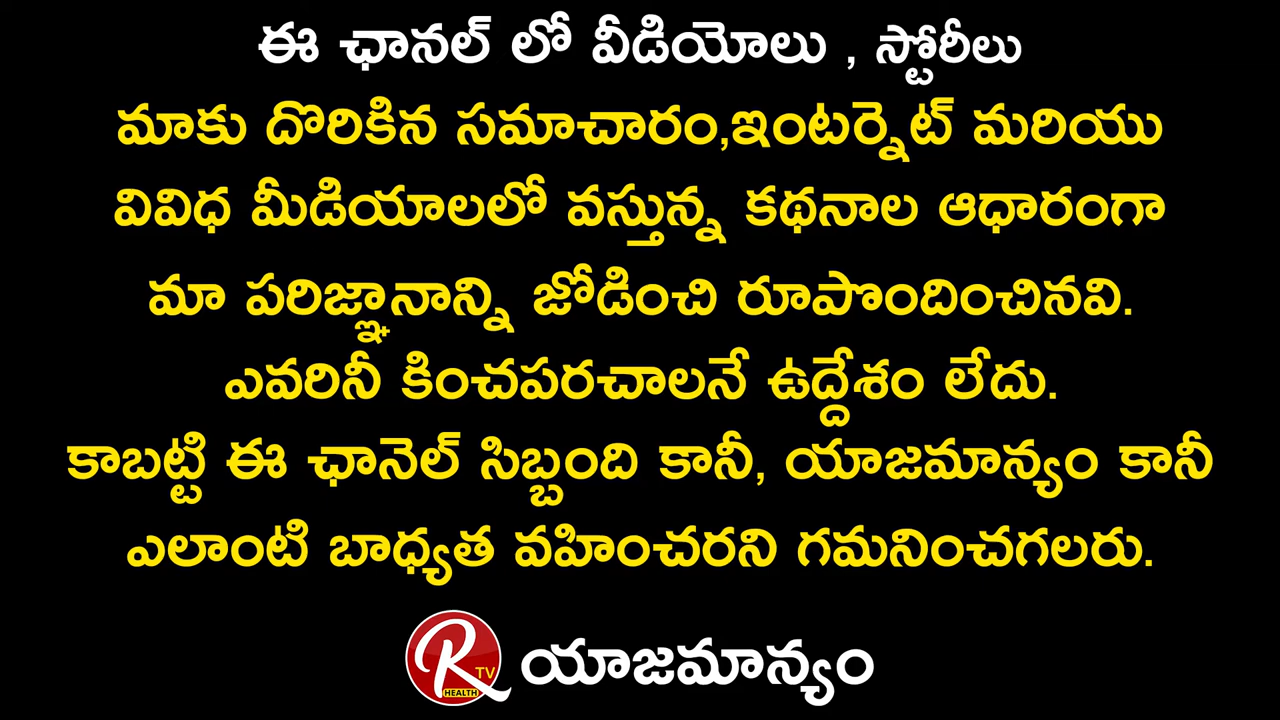 ఈ ఛానల్ లో వీడియోలు , స్టోరీలు
మాకు దొరికిన సమాచారం,ఇంటర్నెట్ మరియు
వివిధ మీడియాలలో వస్తున్న కథనాల ఆధారంగా
మా పరిజ్ఞానాన్ని జోడించి రూపొందించినవి.
ఎవరినీ కించపరచాలనే ఉద్దేశం లేదు.
కాబట్టి ఈ ఛానెల్ సిబ్బంది కానీ, యాజమాన్యం కానీ
ఎలాంటి బాధ్యత వహించరని గమనించగలరు.
R TV HEALTH యాజమాన్యం